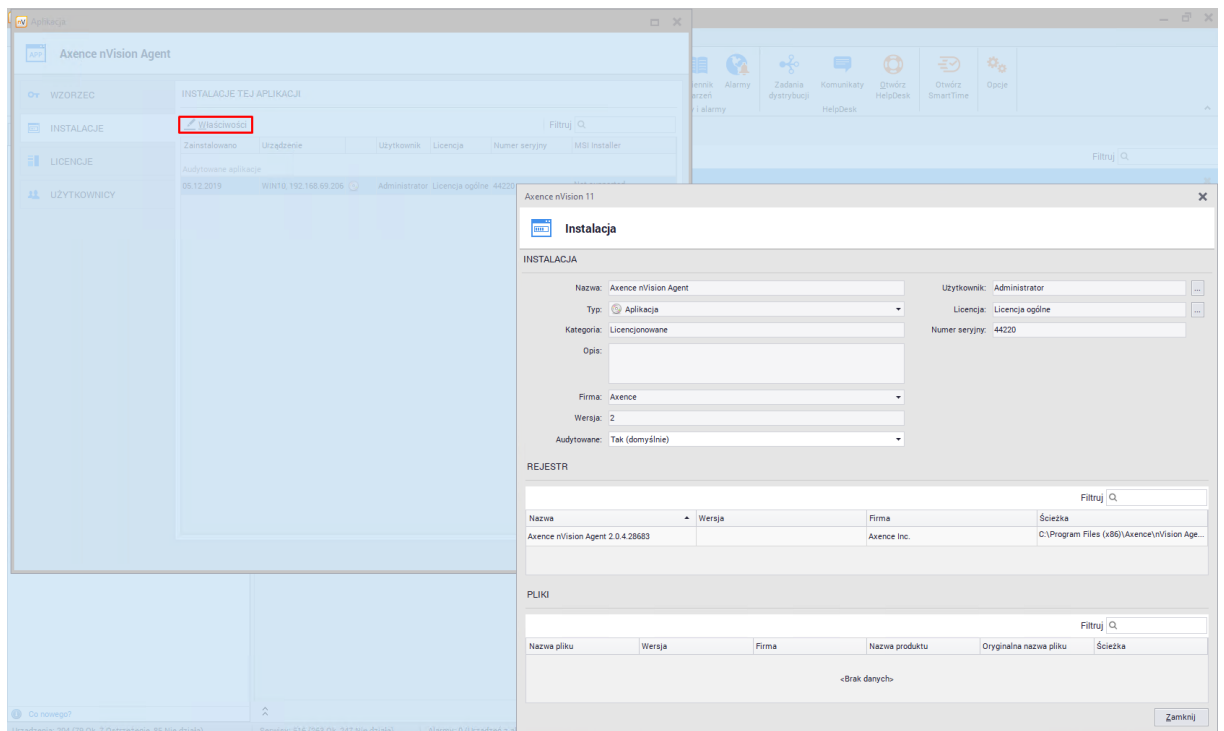 nV Aplikacja
APP Axence nVision Agent
WZORZEC
INSTALACJE
LICENCJE
UŻYTKOWNICY
INSTALACJE TEJ APLIKACJI
Właściwości
Filtruj
Zainstalowano Urządzenie Użytkownik Licencja Numer seryjny MSI Installer
Audytowane aplikacje
05.12.2019 WIN10, 192.168.69.206 Administrator Licencja ogólne 44220
Alarmy
Zadania dystrybucji
Komunikaty
Otwórz HelpDesk
Otwórz SmartTime
Opcje
i alarmy
HelpDesk
Filtruj
Axence nVision 11
Instalacja
INSTALACJA
Nazwa: Axence nVision Agent
Typ: Aplikacja
Kategoria: Licencjonowane
Opis:
Firma: Axence
Wersja: 2
Audytowane: Tak (domyślnie)
Użytkownik: Administrator ...
Licencja: Licencja ogólne ...
Numer seryjny: 44220
REJESTR
Filtruj
Nazwa Wersja Firma Ścieżka
Axence nVision Agent 2.0.4.28683 Axence Inc. C:\Program Files (x86)\Axence\nVision Age...
PLIKI
Filtruj
Nazwa pliku Wersja Firma Nazwa produktu Oryginalna nazwa pliku Ścieżka
<Brak danych>
Zamknij
Co nowego?